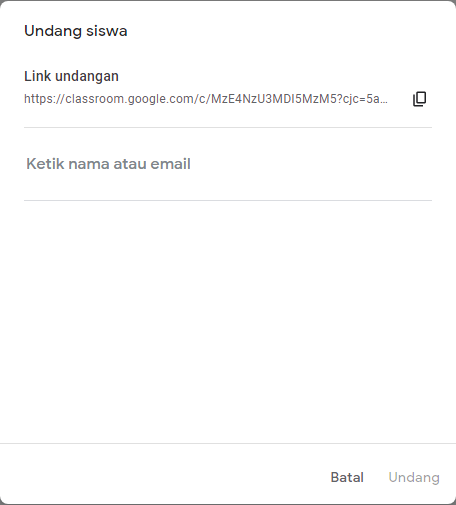 Undang siswa
Link undangan
https://classroom.google.com/c/MzE4NzU3MDI5MzM5?cjc=5a...
Ketik nama atau email
Batal Undang